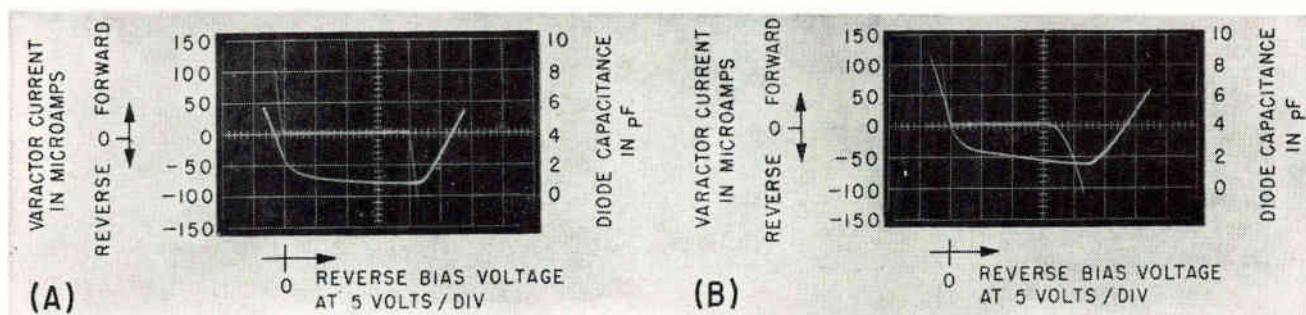 VARACTOR CURRENT
IN MICROAMPS
REVERSE 0 FORWARD
150
100
50
0
-50
-100
-150
10
8
6
4
2
0
DIODE CAPACITANCE
IN pF
0
REVERSE BIAS VOLTAGE
AT 5 VOLTS/DIV
(A)
VARACTOR CURRENT
IN MICROAMPS
REVERSE 0 FORWARD
150
100
50
0
-50
-100
-150
10
8
6
4
2
0
DIODE CAPACITANCE
IN pF
0
REVERSE BIAS VOLTAGE
AT 5 VOLTS/DIV
(B)